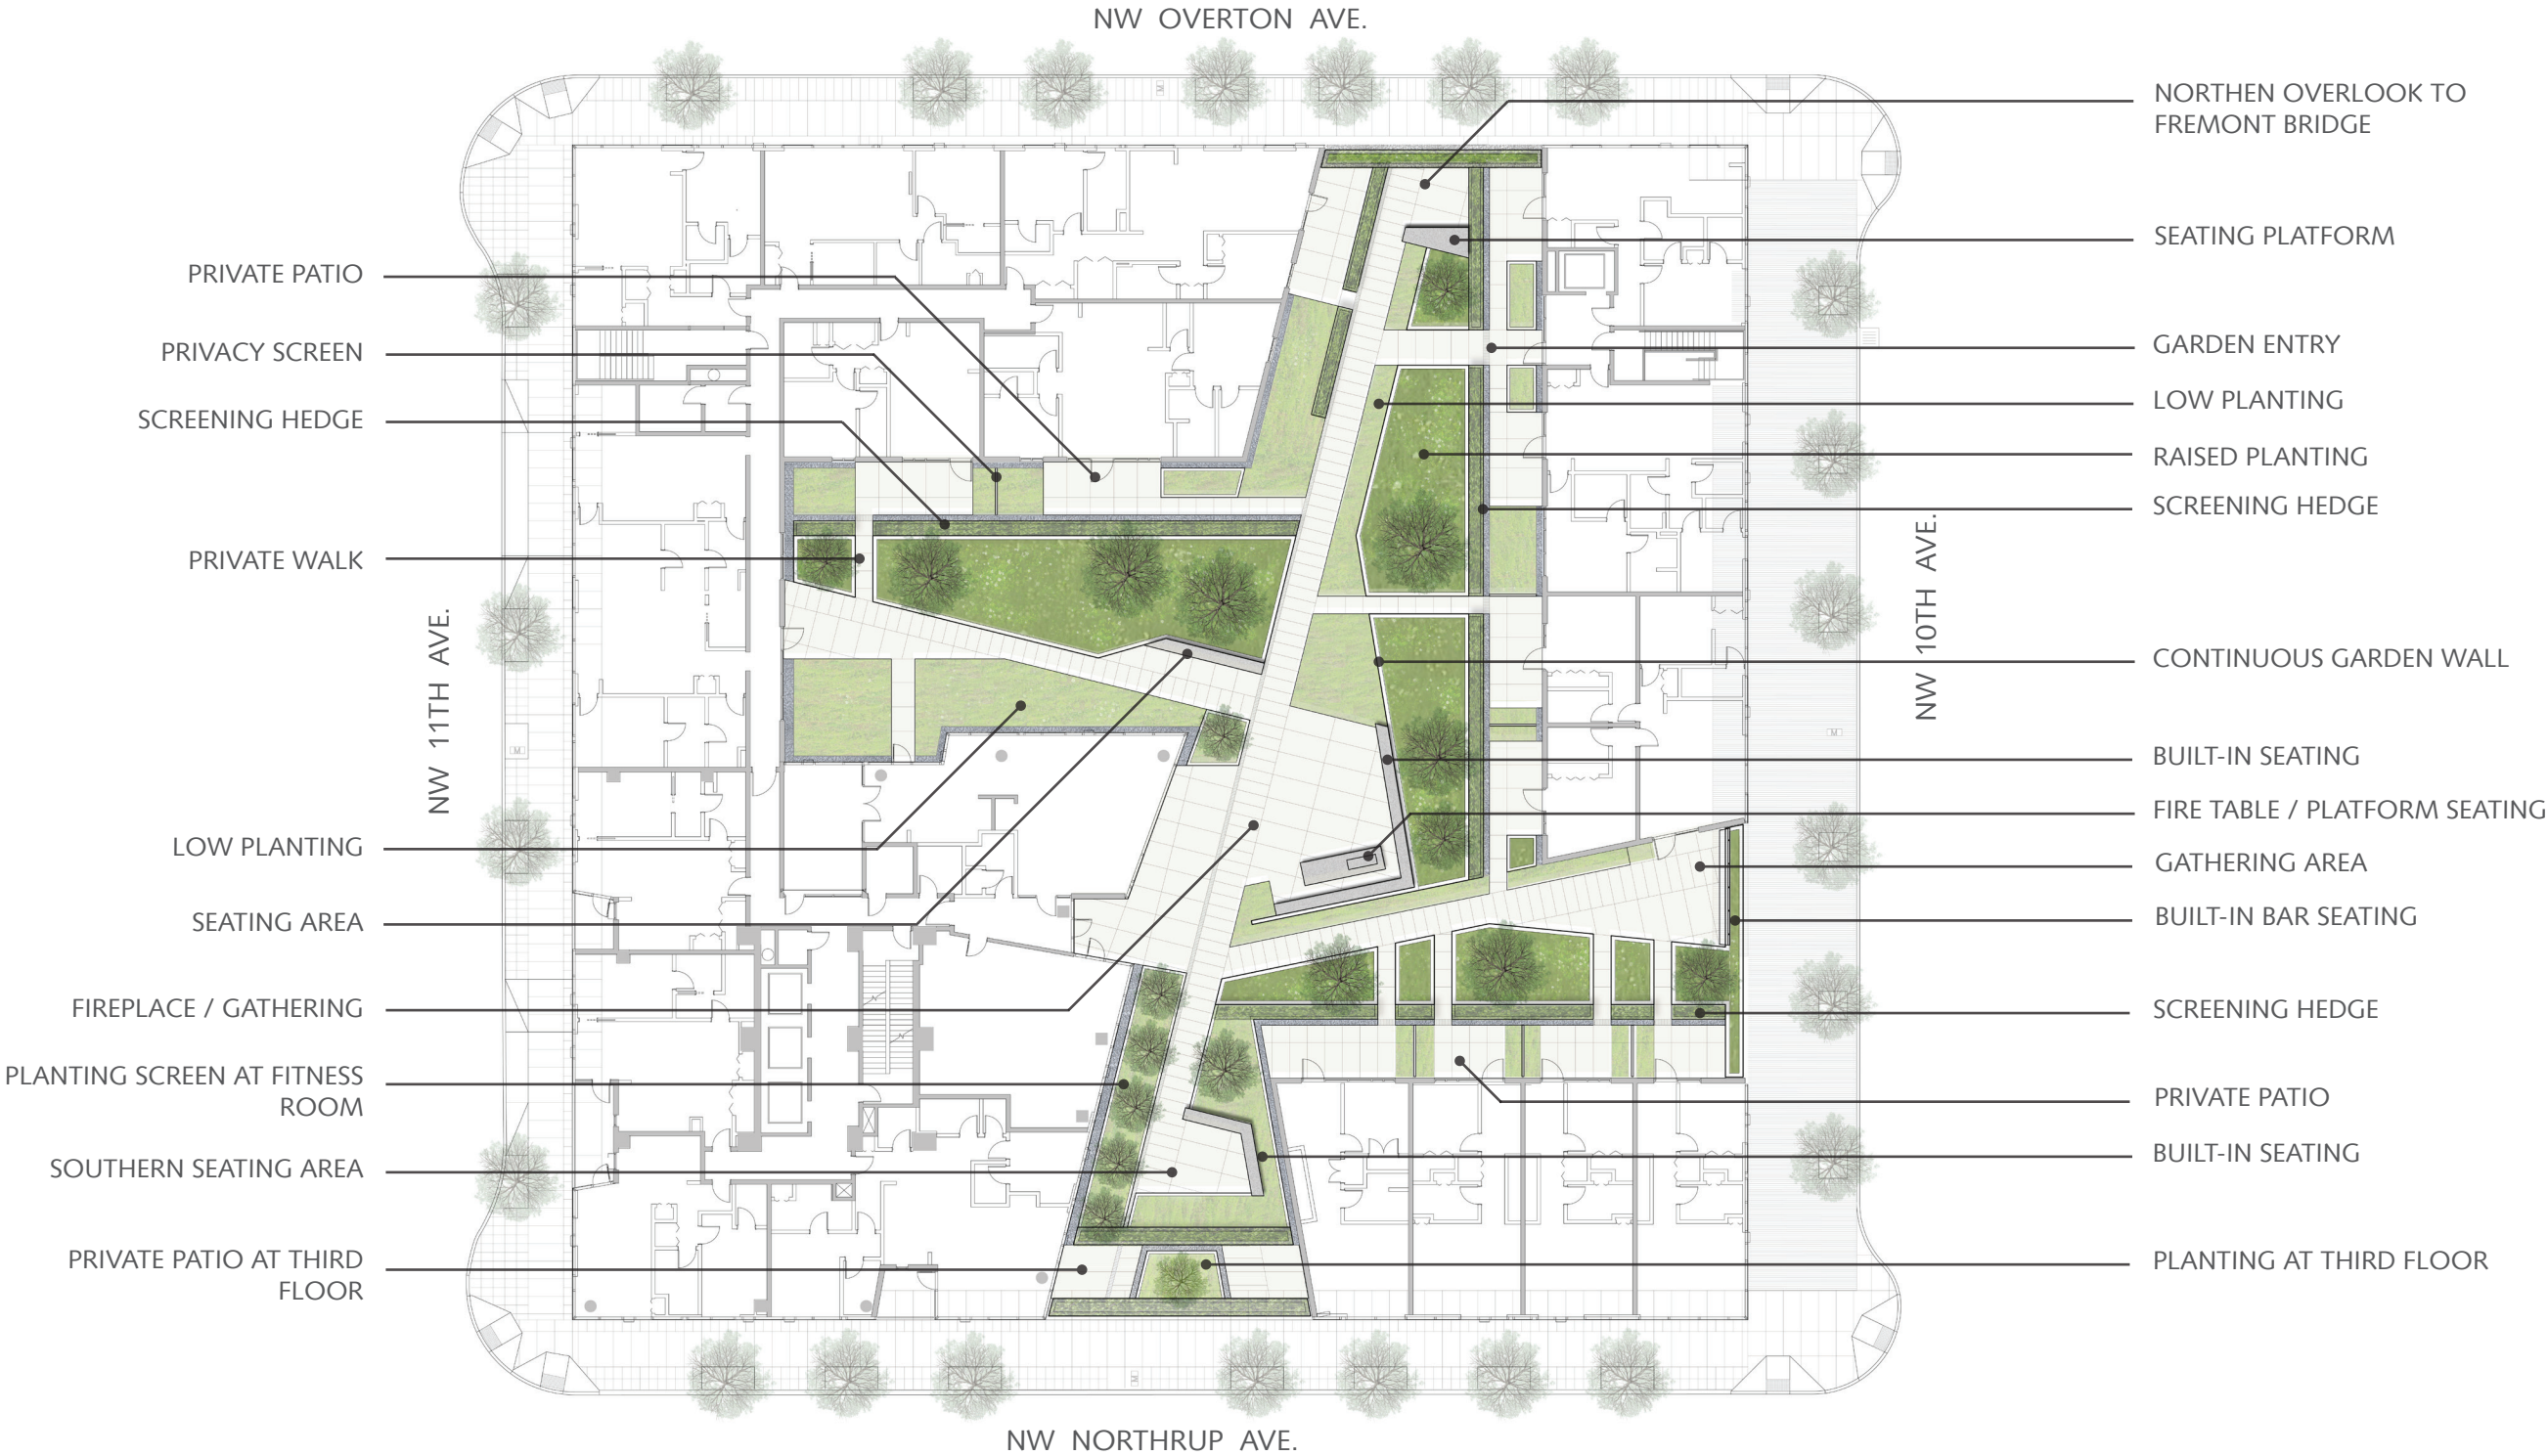 NW OVERTON AVE.
NORTHEN OVERLOOK TO
FREMONT BRIDGE
SEATING PLATFORM
GARDEN ENTRY
LOW PLANTING
RAISED PLANTING
SCREENING HEDGE
NW 10TH AVE.
CONTINUOUS GARDEN WALL
BUILT-IN SEATING
FIRE TABLE / PLATFORM SEATING
GATHERING AREA
BUILT-IN BAR SEATING
SCREENING HEDGE
PRIVATE PATIO
BUILT-IN SEATING
PLANTING AT THIRD FLOOR
PRIVATE PATIO
PRIVACY SCREEN
SCREENING HEDGE
PRIVATE WALK
NW 11TH AVE.
LOW PLANTING
SEATING AREA
FIREPLACE / GATHERING
PLANTING SCREEN AT FITNESS
ROOM
SOUTHERN SEATING AREA
PRIVATE PATIO AT THIRD
FLOOR
NW NORTHRUP AVE.